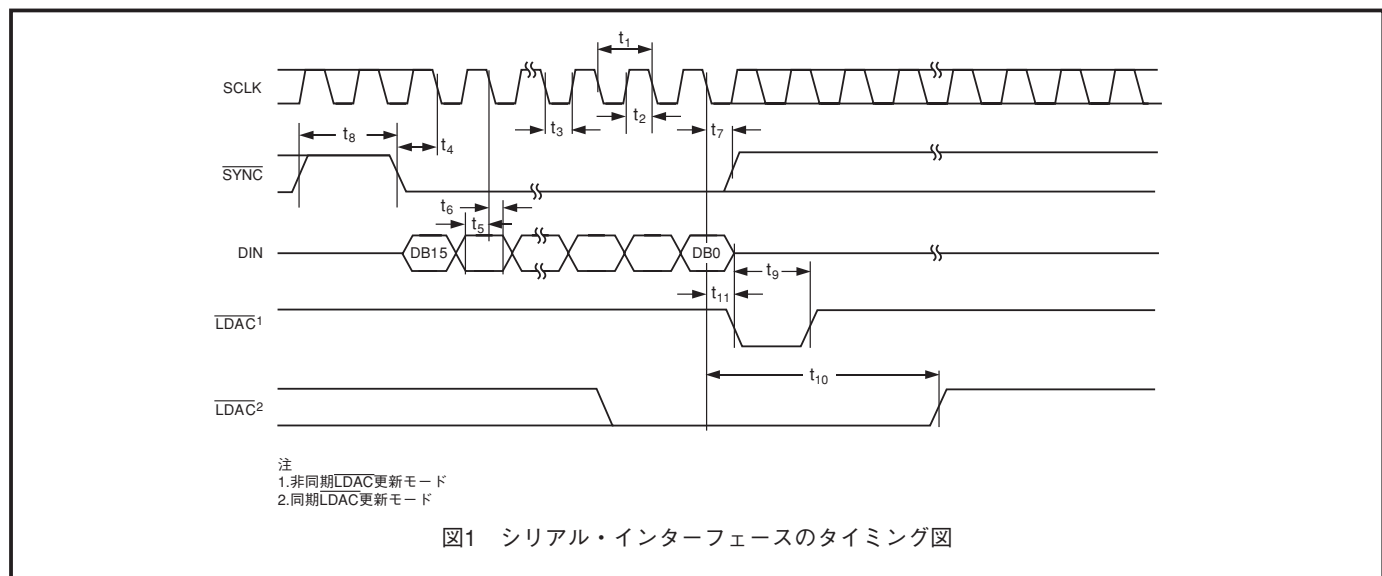 t1
SCLK
t3
t2
t7
t8
t4
SYNC
t6
t5
DIN
DB15
DB0
t9
t11
LDAC1
t10
LDAC2
注
1.非同期LDAC更新モード
2.同期LDAC更新モード
図1 シリアル・インターフェースのタイミング図